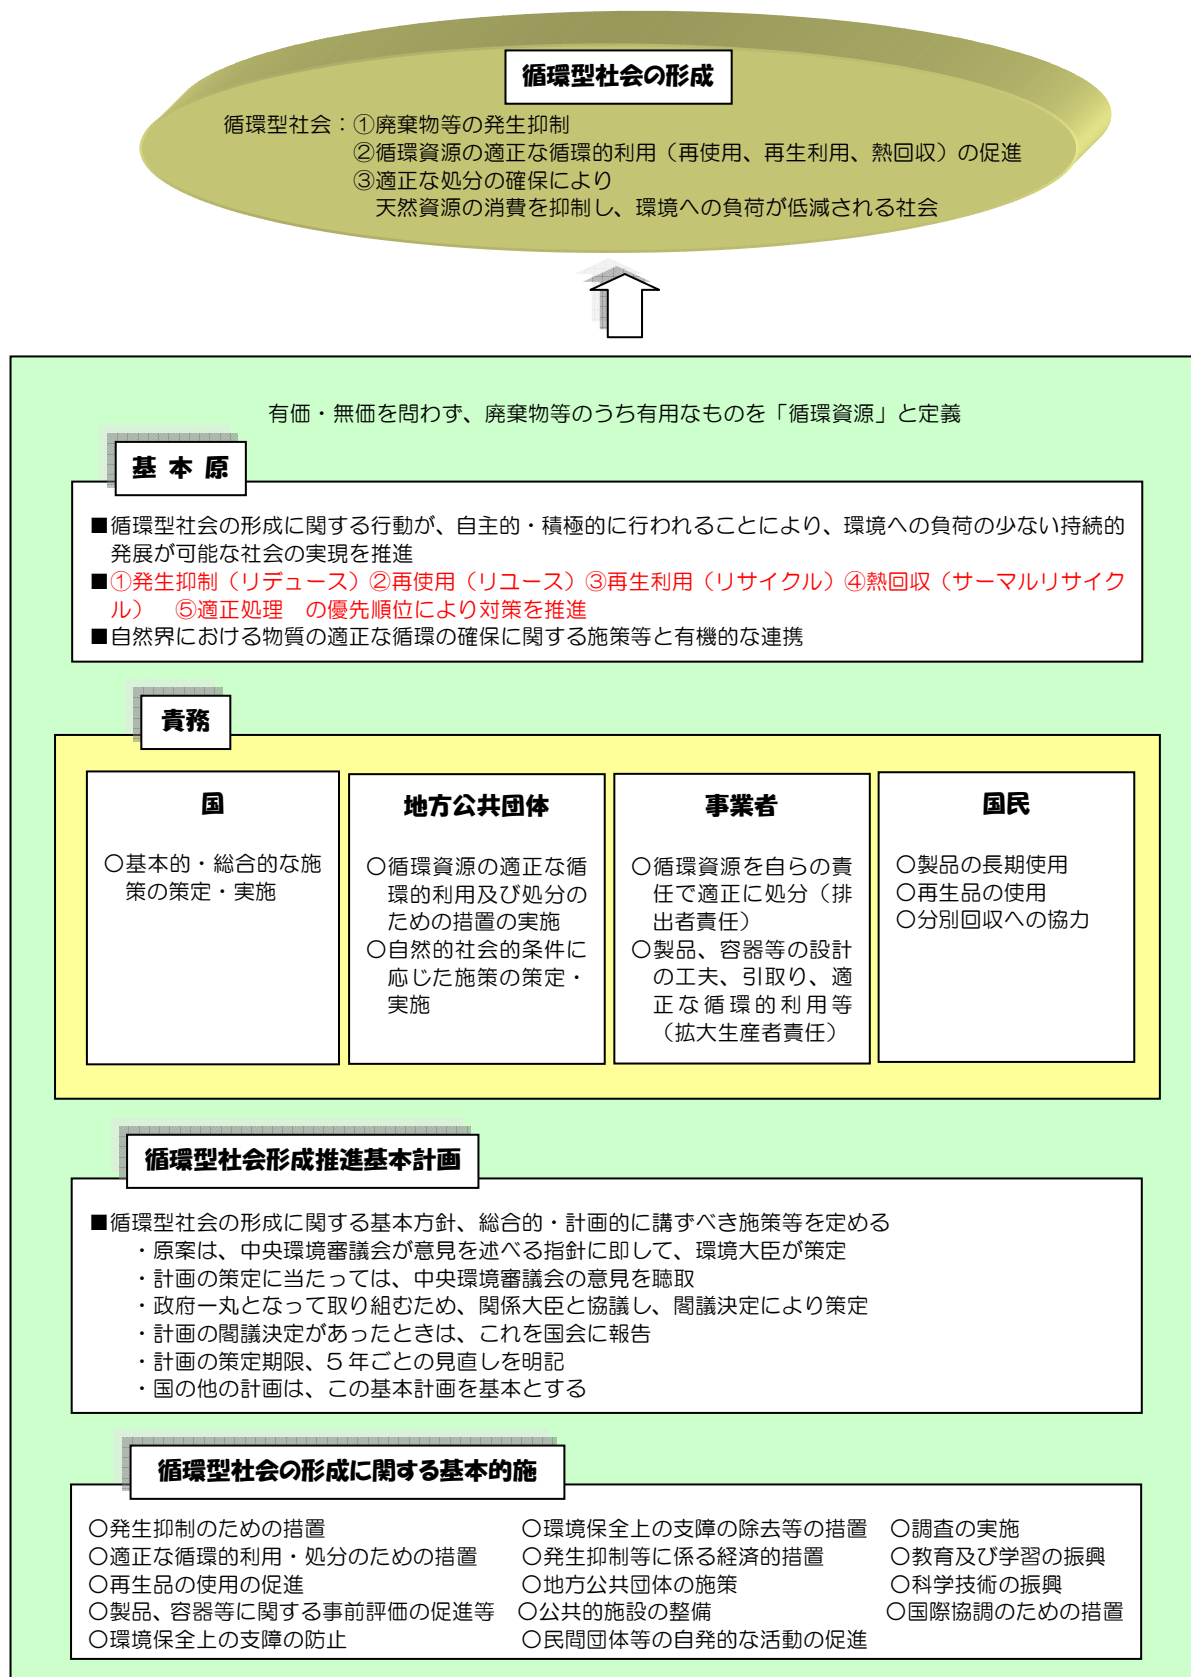 循環型社会の形成
循環型社会：①廃棄物等の発生抑制
②循環資源の適正な循環的利用（再使用、再生利用、熱回収）の促進
③適正な処分の確保により
天然資源の消費を抑制し、環境への負荷が低減される社会
有価・無価を問わず、廃棄物等のうち有用なものを「循環資源」と定義
基 本 原
■循環型社会の形成に関する行動が、自主的・積極的に行われることにより、環境への負荷の少ない持続的
発展が可能な社会の実現を推進
■①発生抑制（リデュース）②再使用（リユース）③再生利用（リサイクル）④熱回収（サーマルリサイク
ル）　⑤適正処理　の優先順位により対策を推進
■自然界における物質の適正な循環の確保に関する施策等と有機的な連携
責務
国
○基本的・総合的な施
策の策定・実施
地方公共団体
○循環資源の適正な循
環的利用及び処分の
ための措置の実施
○自然的社会的条件に
応じた施策の策定・
実施
事業者
○循環資源を自らの責
任で適正に処分（排
出者責任）
○製品、容器等の設計
の工夫、引取り、適
正な循環的利用等
（拡大生産者責任）
国民
○製品の長期使用
○再生品の使用
○分別回収への協力
循環型社会形成推進基本計画
■循環型社会の形成に関する基本方針、総合的・計画的に講ずべき施策等を定める
・原案は、中央環境審議会が意見を述べる指針に即して、環境大臣が策定
・計画の策定に当たっては、中央環境審議会の意見を聴取
・政府一丸となって取り組むため、関係大臣と協議し、閣議決定により策定
・計画の閣議決定があったときは、これを国会に報告
・計画の策定期限、５年ごとの見直しを明記
・国の他の計画は、この基本計画を基本とする
循環型社会の形成に関する基本的施
○発生抑制のための措置
○適正な循環的利用・処分のための措置
○再生品の使用の促進
○製品、容器等に関する事前評価の促進等
○環境保全上の支障の防止
○環境保全上の支障の除去等の措置
○発生抑制等に係る経済的措置
○地方公共団体の施策
○公共的施設の整備
○民間団体等の自発的な活動の促進
○調査の実施
○教育及び学習の振興
○科学技術の振興
○国際協調のための措置